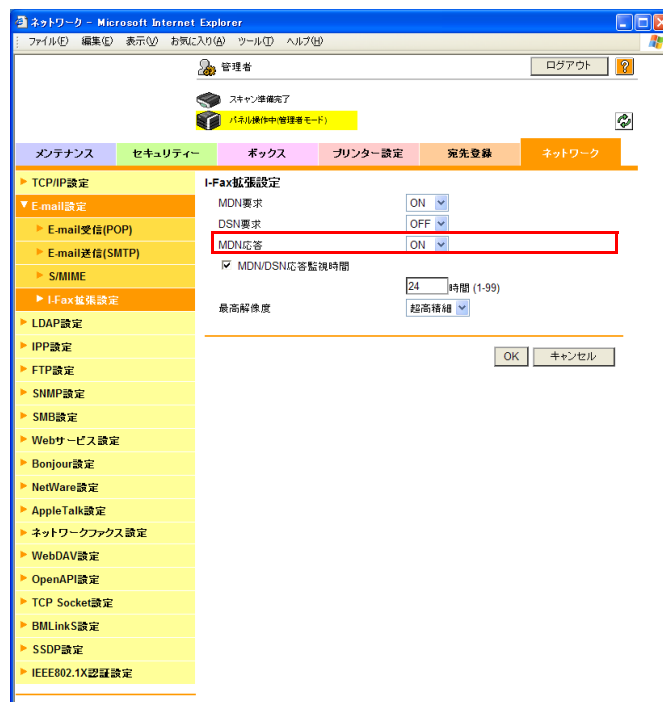 ネットワーク - Microsoft Internet Explorer
ファイル(F) 編集(E) 表示(V) お気に入り(A) ツール(T) ヘルプ(H)
管理者 ログアウト ?
スキャン準備完了
パネル操作中(管理者モード)
メンテナンス セキュリティー ボックス プリンター設定 宛先登録 ネットワーク
TCP/IP設定
E-mail設定
E-mail受信(POP)
E-mail送信(SMTP)
S/MIME
I-Fax拡張設定
LDAP設定
IPP設定
FTP設定
SNMP設定
SMB設定
Webサービス設定
Bonjour設定
NetWare設定
AppleTalk設定
ネットワークファクス設定
WebDAV設定
OpenAPI設定
TCP Socket設定
BMLinkS設定
SSDP設定
IEEE802.1X認証設定
I-Fax拡張設定
MDN要求 ON
DSN要求 OFF
MDN応答 ON
MDN/DSN応答監視時間
24 時間 (1-99)
最高解像度 超高精細
OK キャンセル